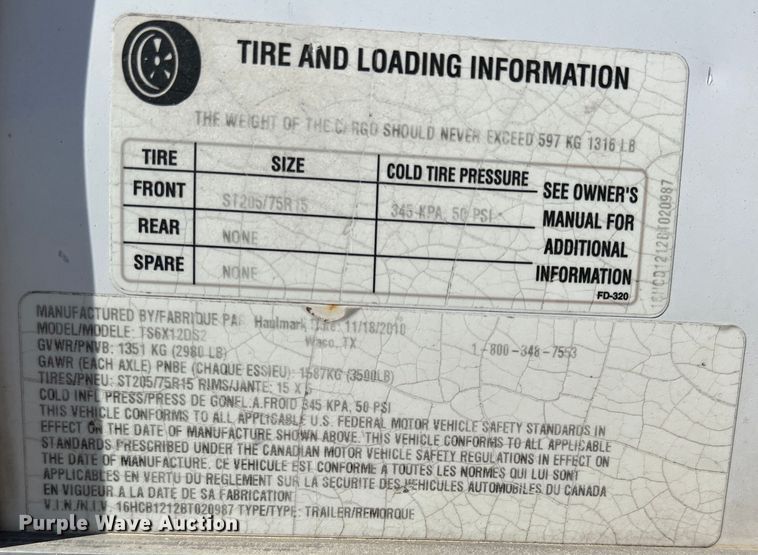 TIRE AND LOADING INFORMATION
THE WEIGHT OF THE CARGO SHOULD NEVER EXCEED 597 KG 1316 LB
TIRE SIZE COLD TIRE PRESSURE SEE OWNER'S MANUAL FOR ADDITIONAL INFORMATION
FRONT ST205/75R15 345 KPA, 50 PSI
REAR NONE
SPARE NONE
FD-320
16HCB1212BT020987
MANUFACTURED BY/FABRIQUE PAR Haulmark, Inc. 11/18/2010
Waco, TX 1-800-348-7553
MODEL/MODELE: TS6X12DS2
GVWR/PNVB: 1351 KG (2980 LB)
GAWR (EACH AXLE) PNBE (CHAQUE ESSIEU): 1587KG (3500LB)
TIRES/PNEU: ST205/75R15 RIMS/JANTE: 15 X 5
COLD INFL PRESS/PRESS DE GONFL.A.FROID 345 KPA, 50 PSI
THIS VEHICLE CONFORMS TO ALL APPLICABLE U.S. FEDERAL MOTOR VEHICLE SAFETY STANDARDS IN
EFFECT ON THE DATE OF MANUFACTURE SHOWN ABOVE. THIS VEHICLE CONFORMS TO ALL APPLICABLE
STANDARDS PRESCRIBED UNDER THE CANADIAN MOTOR VEHICLE SAFETY REGULATIONS IN EFFECT ON
THE DATE OF MANUFACTURE. CE VEHICULE EST CONFORME A TOUTES LES NORMES QUI LUI SONT
APPLICABLES EN VERTU DU REGLEMENT SUR LA SECURITE DES VEHICULES AUTOMOBILES DU CANADA
EN VIGUEUR A LA DATE DE SA FABRICATION
V.I.N./N.I.V. 16HCB1212BT020987 TYPE/TYPE: TRAILER/REMORQUE
Purple Wave Auction